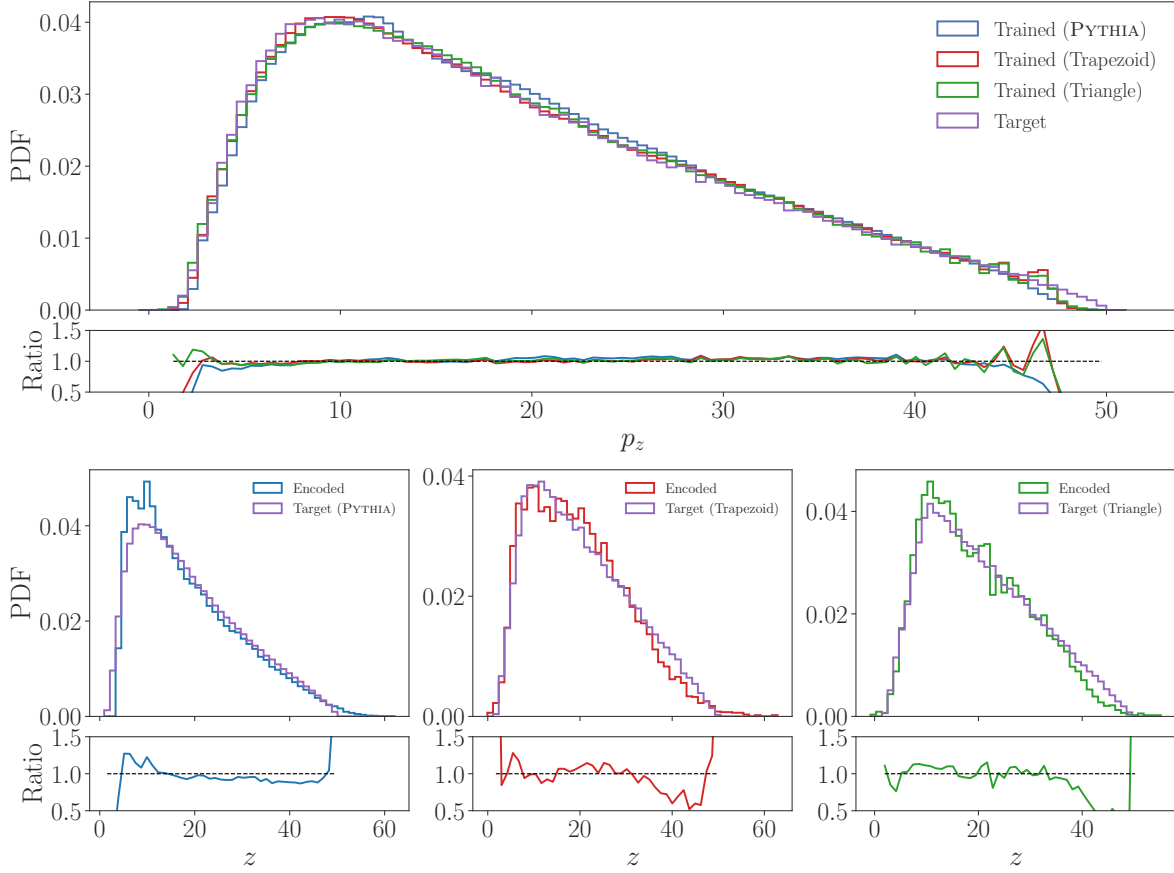 0.04
0.03
0.02
0.01
0.00
PDF
Trained (PYTHIA)
Trained (Trapezoid)
Trained (Triangle)
Target
1.5
1.0
0.5
Ratio
0 10 20 30 40 50
p_z
0.04
0.02
0.00
PDF
Encoded
Target (PYTHIA)
0.04
0.02
0.00
Encoded
Target (Trapezoid)
0.04
0.02
0.00
Encoded
Target (Triangle)
1.5
1.0
0.5
Ratio
0 20 40 60
z
1.5
1.0
0.5
0 20 40 60
z
1.5
1.0
0.5
0 20 40
z